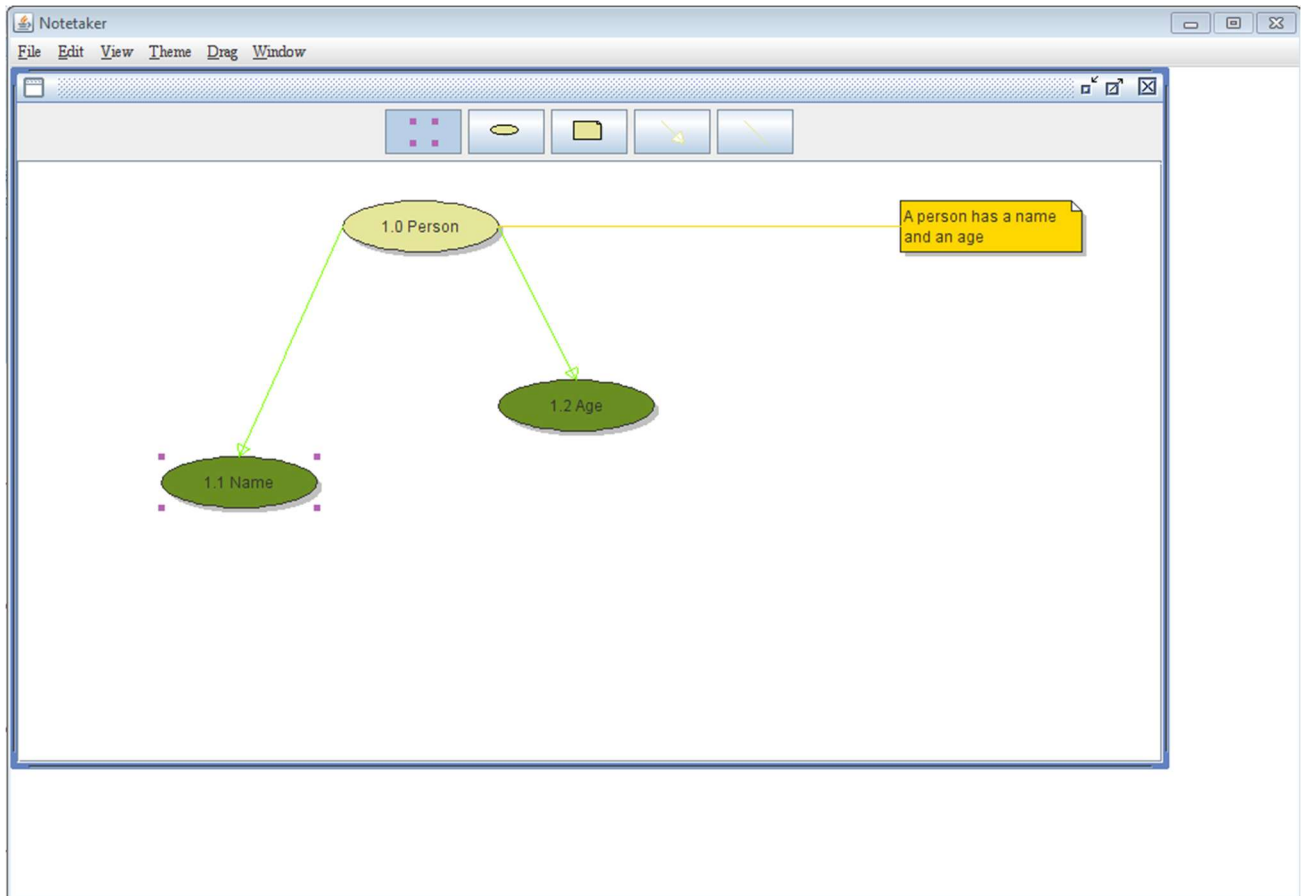 Notetaker
File Edit View Theme Drag Window
1.0 Person
A person has a name
and an age
1.2 Age
1.1 Name